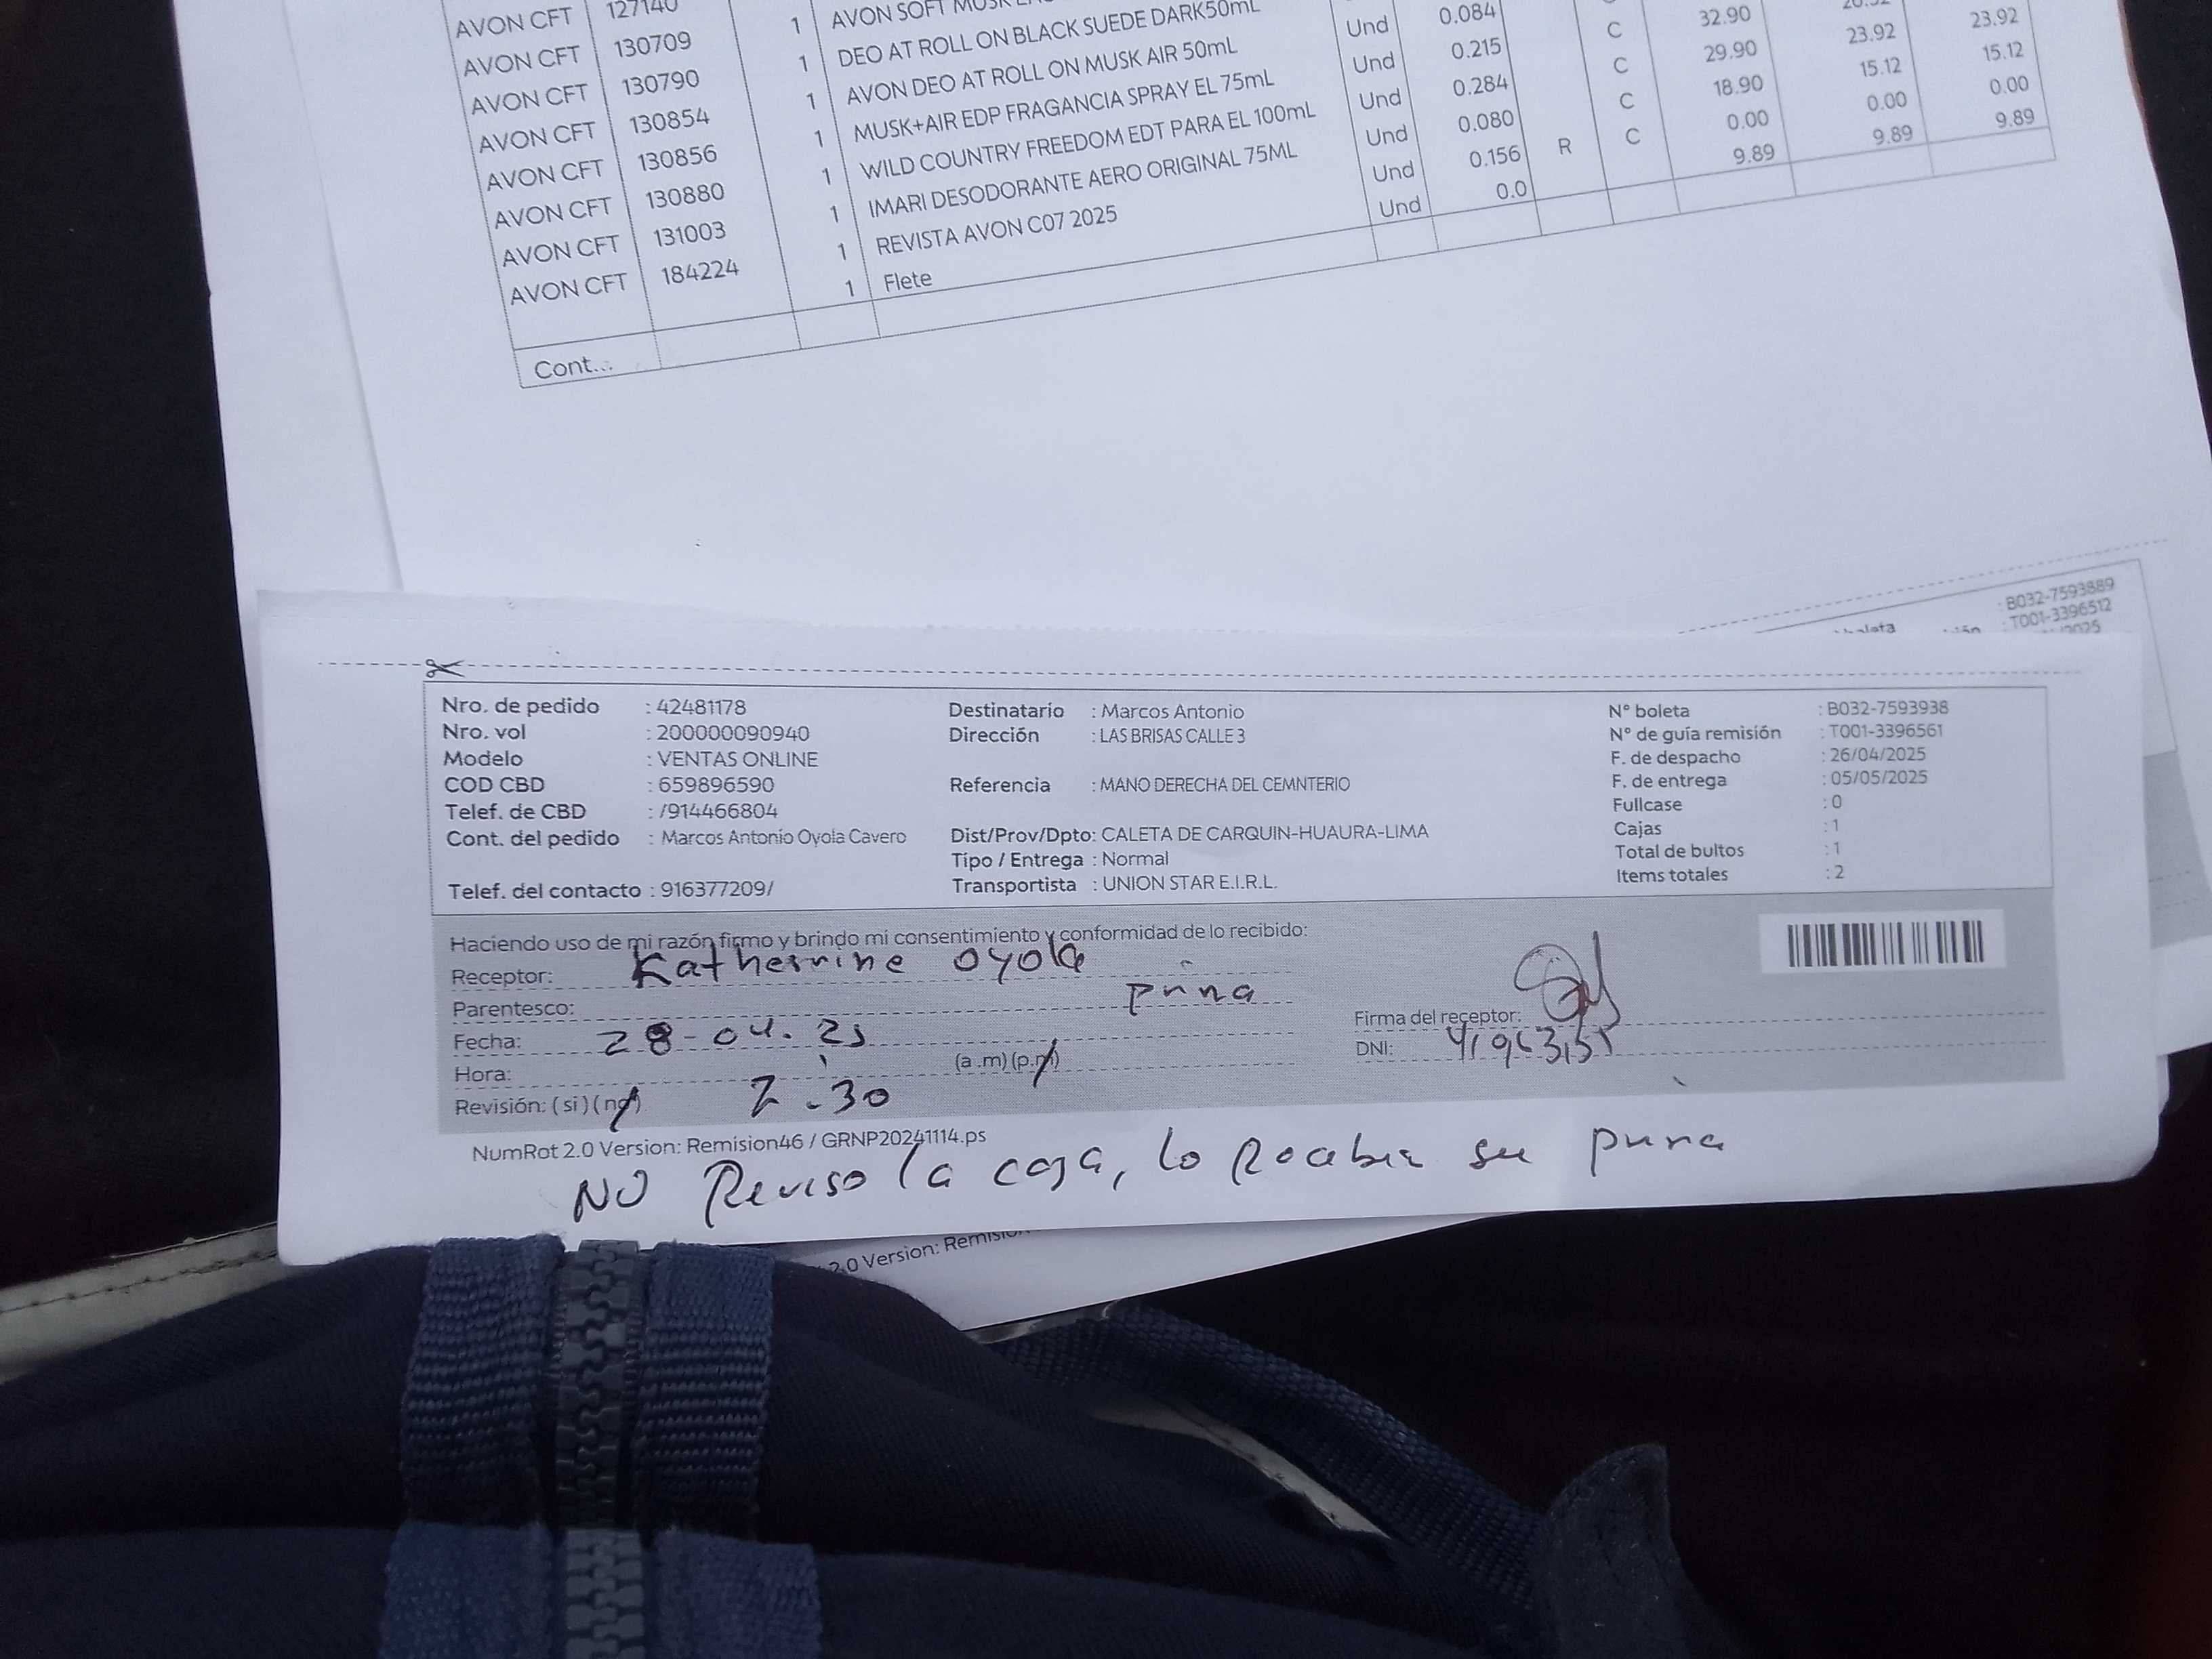 AVON CFT 127140 1 AVON SOFT MUSK
AVON CFT 130709 1 DEO AT ROLL ON BLACK SUEDE DARK50mL Und 0.084 C 32.90
AVON CFT 130790 1 AVON DEO AT ROLL ON MUSK AIR 50mL Und 0.215 C 29.90 23.92 23.92
AVON CFT 130854 1 MUSK+AIR EDP FRAGANCIA SPRAY EL 75mL Und 0.284 C 18.90 15.12 15.12
AVON CFT 130856 1 WILD COUNTRY FREEDOM EDT PARA EL 100mL Und 0.080 C 0.00 0.00 0.00
AVON CFT 130880 1 IMARI DESODORANTE AERO ORIGINAL 75ML Und 0.156 R 9.89 9.89 9.89
AVON CFT 131003 1 REVISTA AVON C07 2025 Und 0.0
AVON CFT 184224 1 Flete
Cont...
: B032-7593889
: T001-3396512
Nro. de pedido : 42481178 Destinatario : Marcos Antonio N° boleta : B032-7593938
Nro. vol : 200000090940 Dirección : LAS BRISAS CALLE 3 N° de guía remisión : T001-3396561
Modelo : VENTAS ONLINE F. de despacho : 26/04/2025
COD CBD : 659896590 Referencia : MANO DERECHA DEL CEMNTERIO F. de entrega : 05/05/2025
Telef. de CBD : /914466804 Fullcase : 0
Cont. del pedido : Marcos Antonio Oyola Cavero Dist/Prov/Dpto: CALETA DE CARQUIN-HUAURA-LIMA Cajas : 1
Tipo / Entrega : Normal Total de bultos : 1
Telef. del contacto : 916377209/ Transportista : UNION STAR E.I.R.L. Items totales : 2
Haciendo uso de mi razón firmo y brindo mi consentimiento y conformidad de lo recibido:
Receptor: Katherine Oyola
Parentesco: prima
Fecha: 28-04.25 Firma del receptor:
Hora: (a.m) (p.m) DNI:
Revisión: (si) (no) 2.30
NumRot 2.0 Version: Remision46 / GRNP20241114.ps
NO Reviso la caja, lo Recibe su prima
2.0 Version: